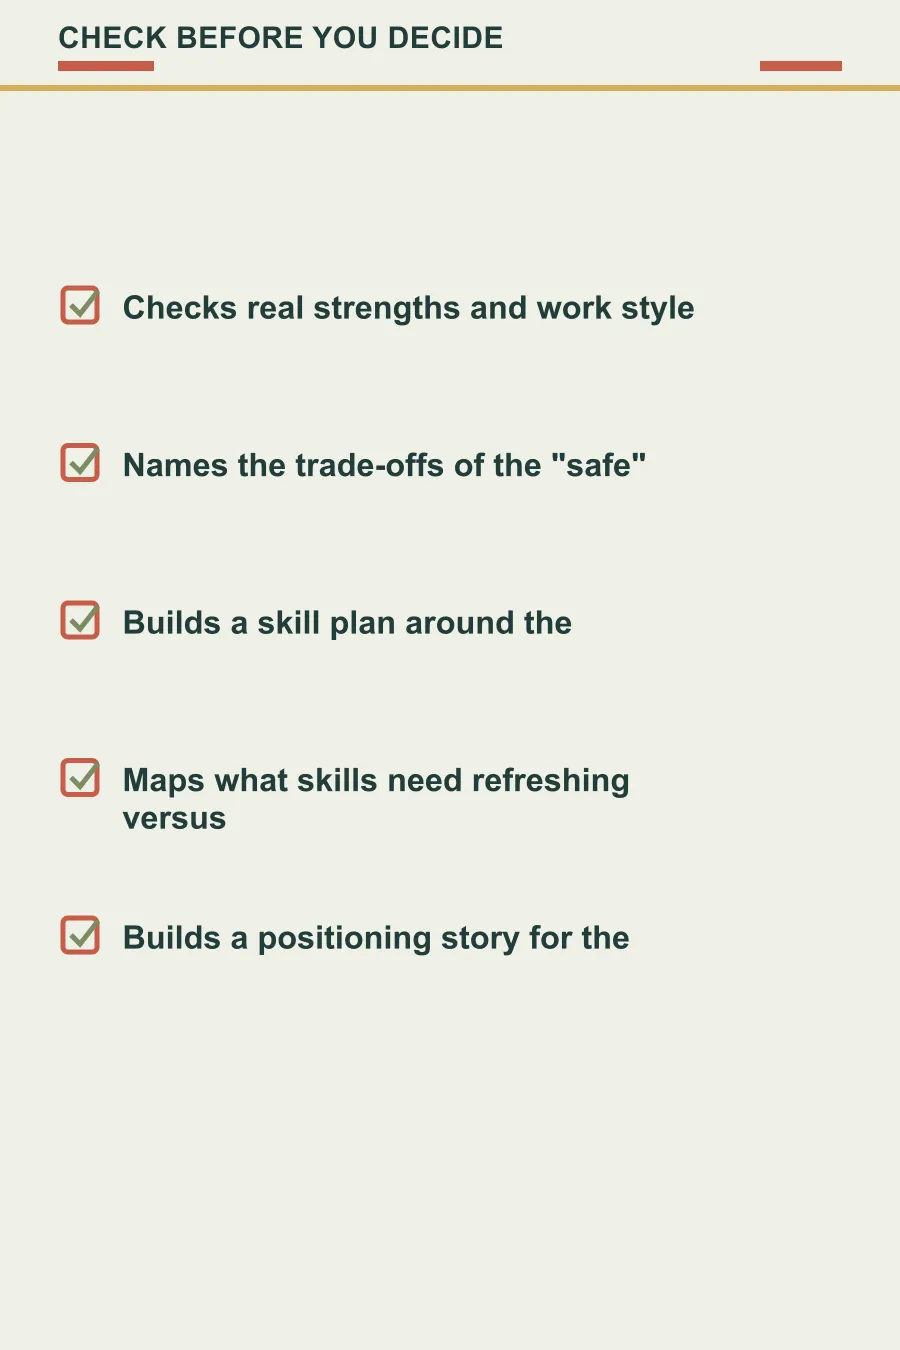 CHECK BEFORE YOU DECIDE
Checks real strengths and work style
Names the trade-offs of the "safe"
Builds a skill plan around the
Maps what skills need refreshing
versus
Builds a positioning story for the